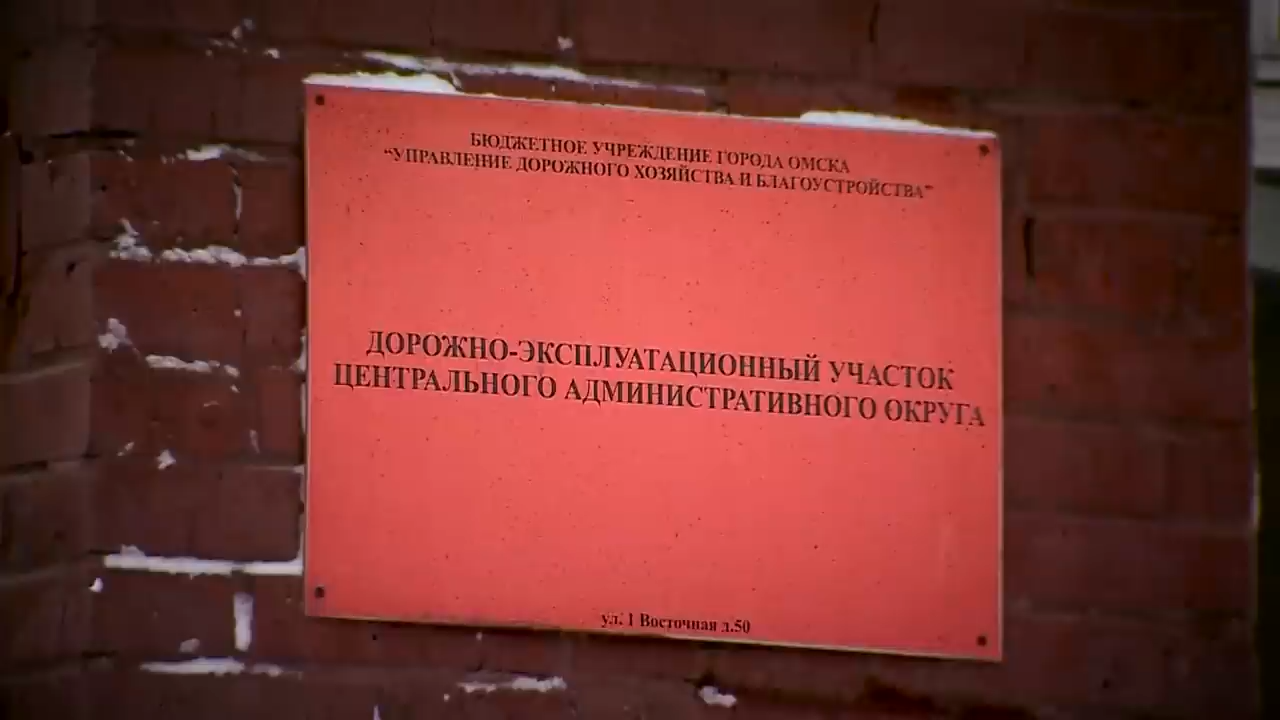 БЮДЖЕТНОЕ УЧРЕЖДЕНИЕ ГОРОДА ОМСКА
“УПРАВЛЕНИЕ ДОРОЖНОГО ХОЗЯЙСТВА И БЛАГОУСТРОЙСТВА”
ДОРОЖНО-ЭКСПЛУАТАЦИОННЫЙ УЧАСТОК
ЦЕНТРАЛЬНОГО АДМИНИСТРАТИВНОГО ОКРУГА
ул. 1 Восточная д.50